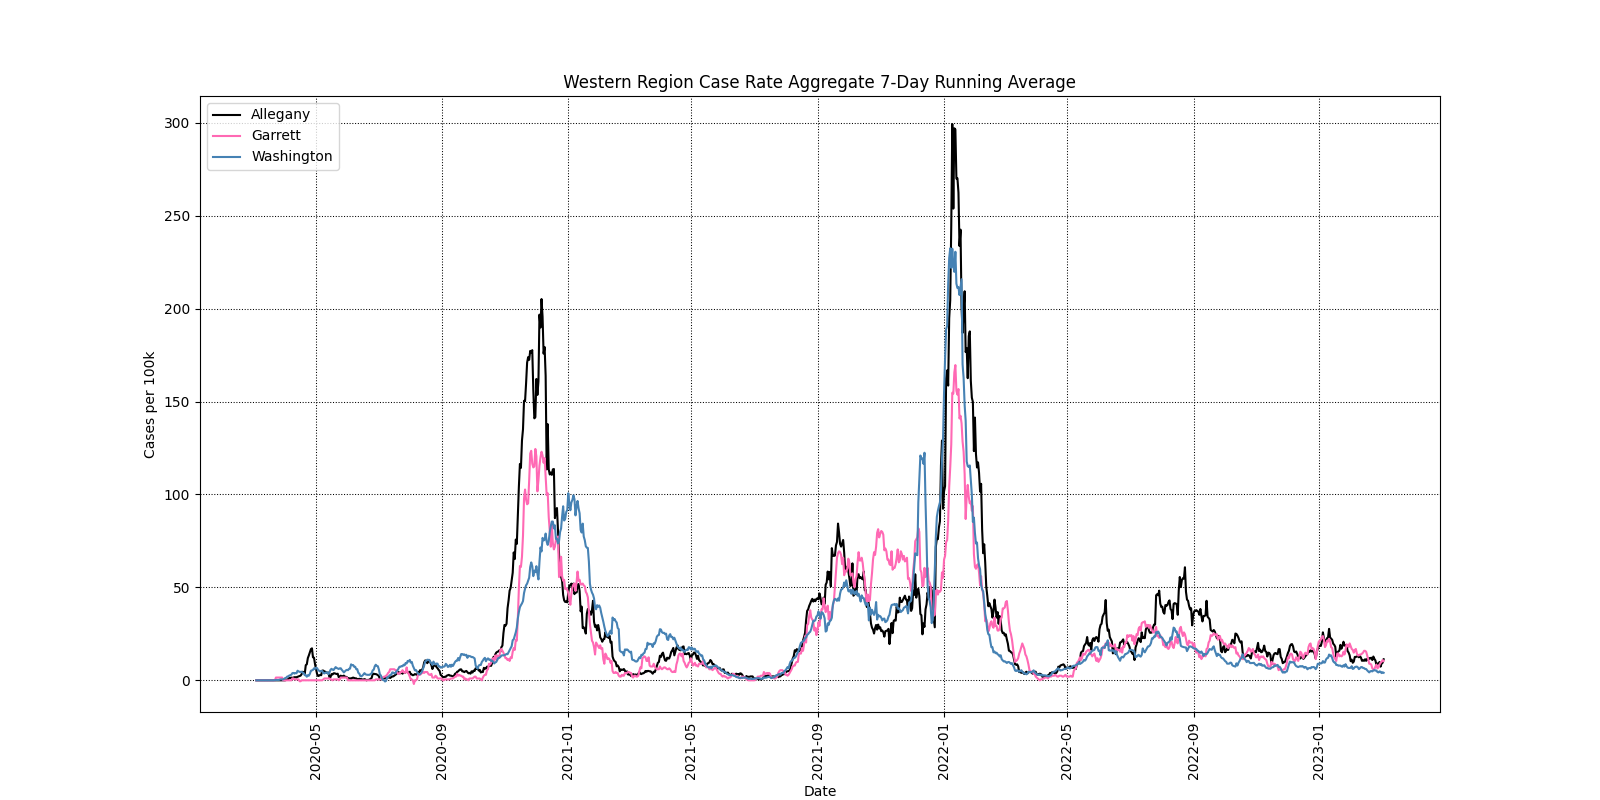 Western Region Case Rate Aggregate 7-Day Running Average
Allegany
Garrett
Washington
300
250
200
150
100
50
0
Cases per 100k
2020-05
2020-09
2021-01
2021-05
2021-09
2022-01
2022-05
2022-09
2023-01
Date